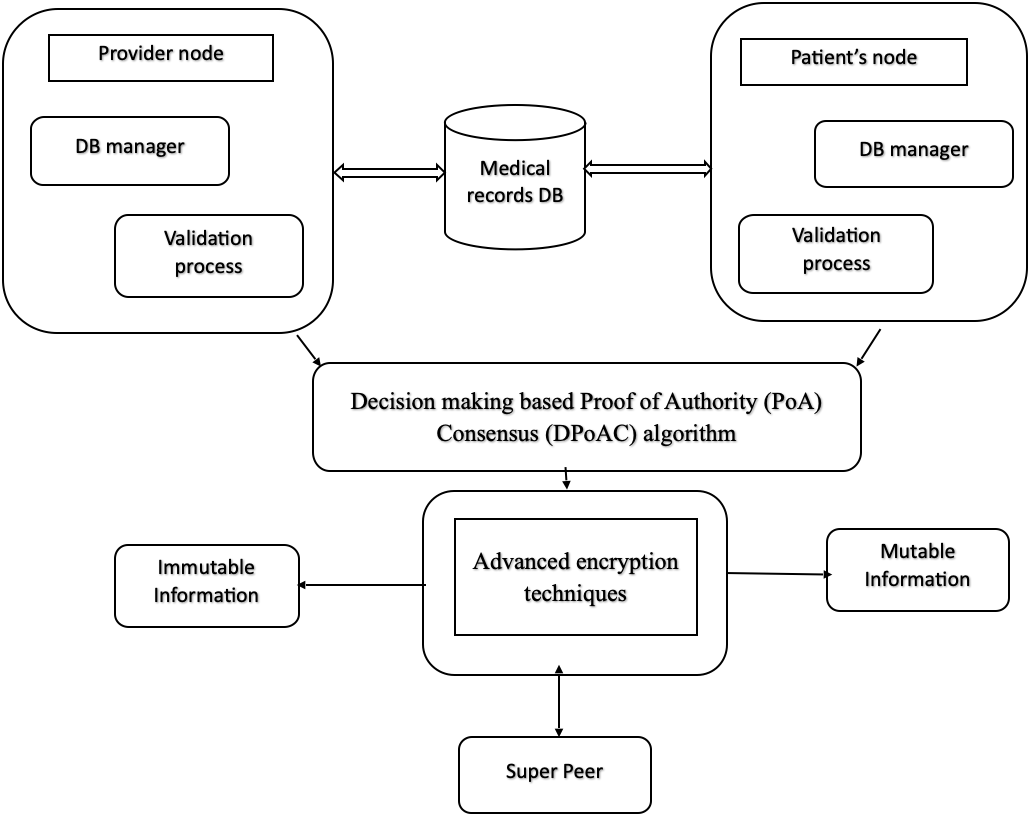 Provider node
DB manager
Validation
process
Medical
records DB
Patient's node
DB manager
Validation
process
Decision making based Proof of Authority (PoA)
Consensus (DPoAC) algorithm
Advanced encryption
techniques
Immutable
Information
Mutable
Information
Super Peer